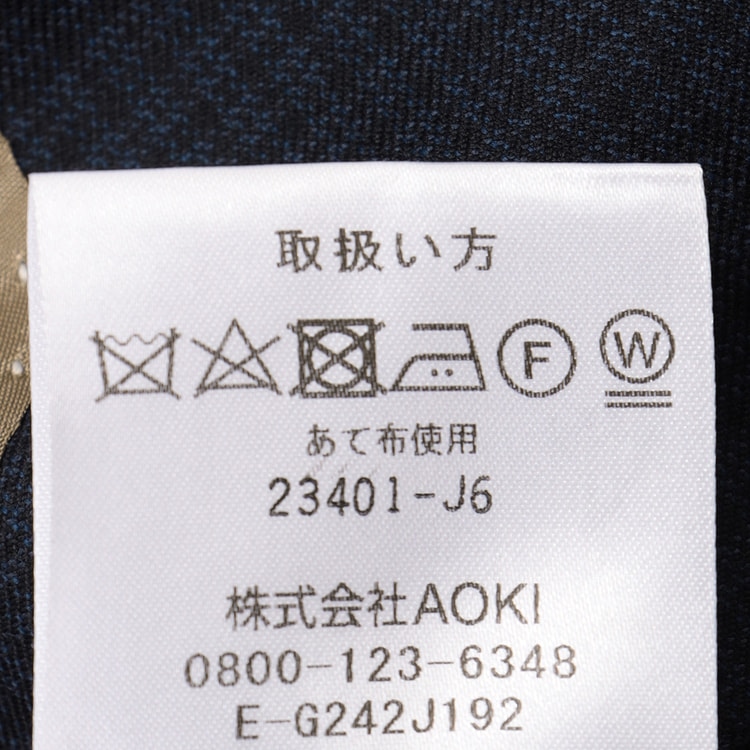 取扱い方
F W
あて布使用
23401-J6
株式会社AOKI
0800-123-6348
E-G242J192